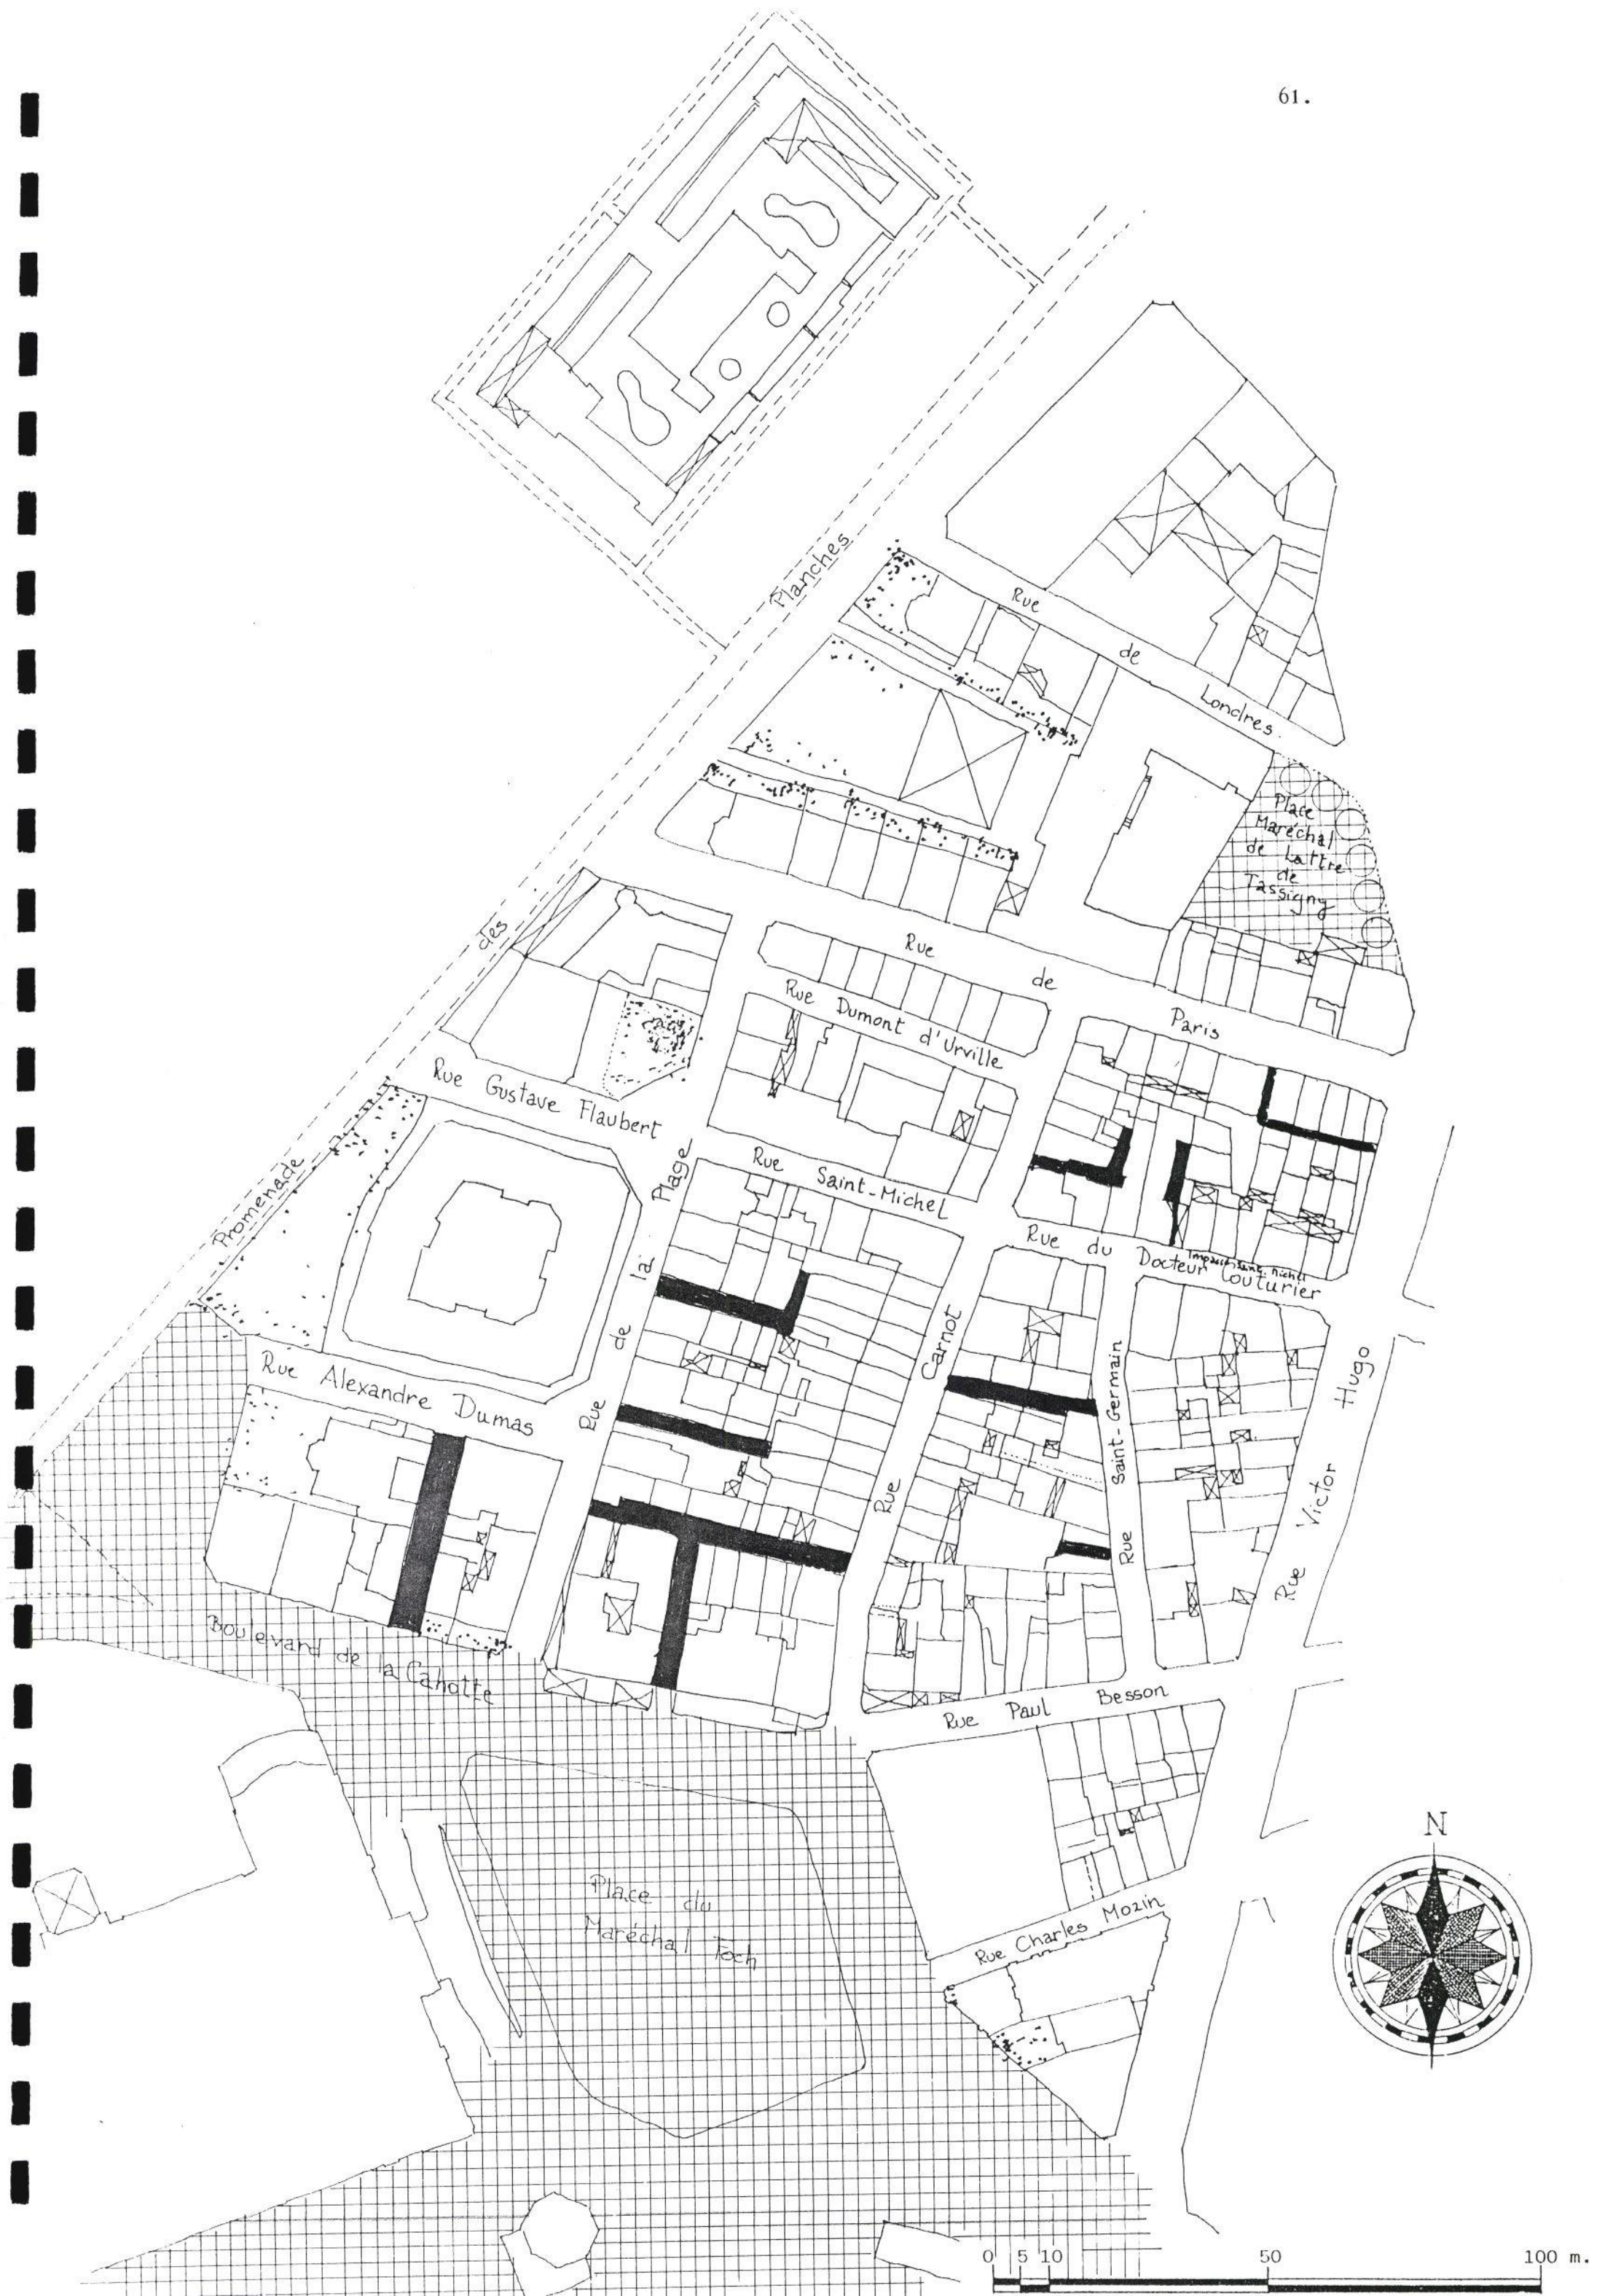 61.
Planches
des
Promenade
Rue de Londres
Place
Maréchal
de Lattre
de
Tassigny
Rue de Paris
Rue Dumont d'Urville
Rue Gustave Flaubert
Rue de la Plage
Rue Saint-Michel
Rue du Docteur Couturier
Impasse Saint-Michel
Rue Carnot
Rue Saint-Germain
Rue Victor Hugo
Rue Alexandre Dumas
Boulevard de la Cahotte
Rue Paul Besson
Place du
Maréchal Foch
Rue Charles Mozin
N
0 5 10 50 100 m.